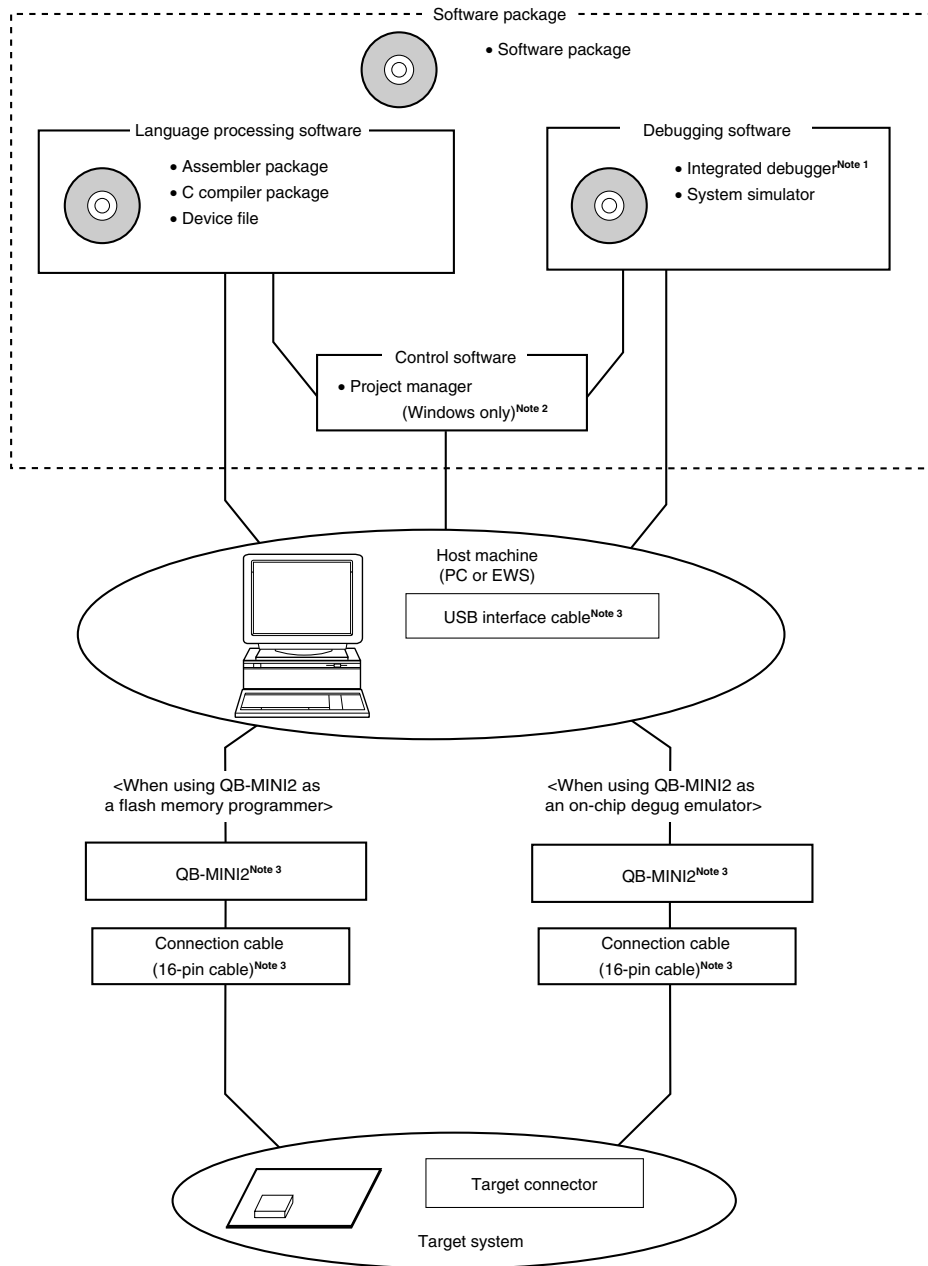 Software package
• Software package
Language processing software
• Assembler package
• C compiler package
• Device file
Debugging software
• Integrated debuggerNote 1
• System simulator
Control software
• Project manager
(Windows only)Note 2
Host machine
(PC or EWS)
USB interface cableNote 3
<When using QB-MINI2 as
a flash memory programmer>
<When using QB-MINI2 as
an on-chip degug emulator>
QB-MINI2Note 3
QB-MINI2Note 3
Connection cable
(16-pin cable)Note 3
Connection cable
(16-pin cable)Note 3
Target connector
Target system